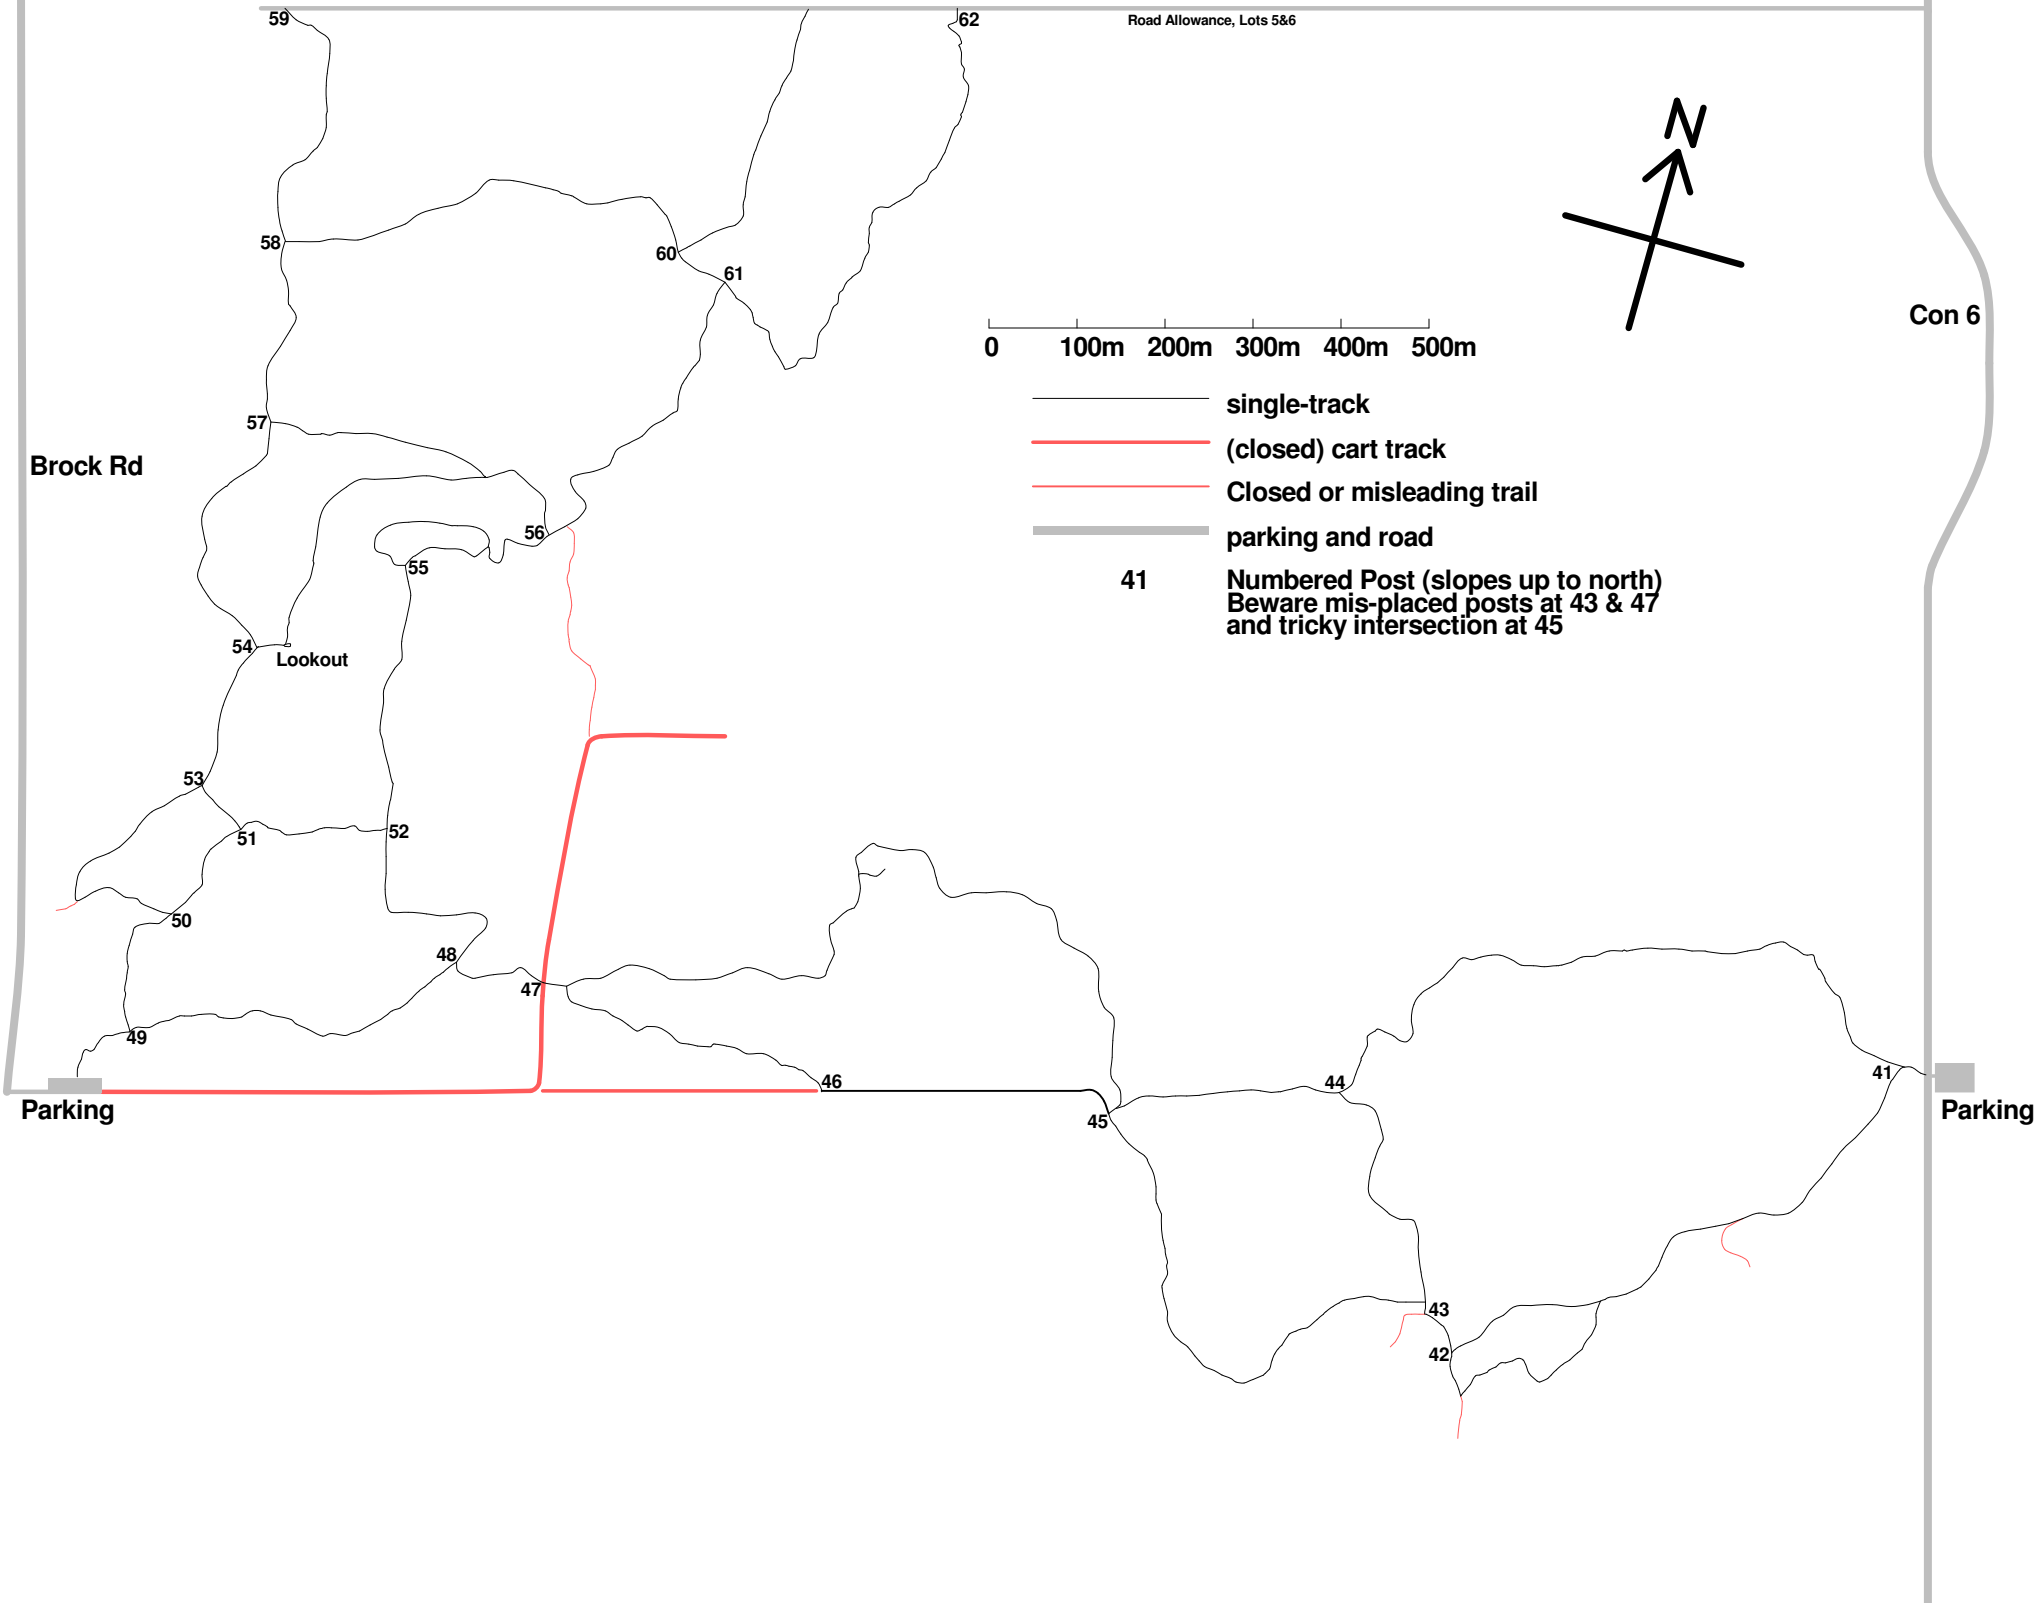 59
62
Road Allowance, Lots 5&6
N
58
60
61
Con 6
0 100m 200m 300m 400m 500m
single-track
57
(closed) cart track
Brock Rd
Closed or misleading trail
56
parking and road
55
41 Numbered Post (slopes up to north)
Beware mis-placed posts at 43 & 47
and tricky intersection at 45
54
Lookout
53
51
52
50
48
47
49
46
44
41
Parking
45
Parking
43
42